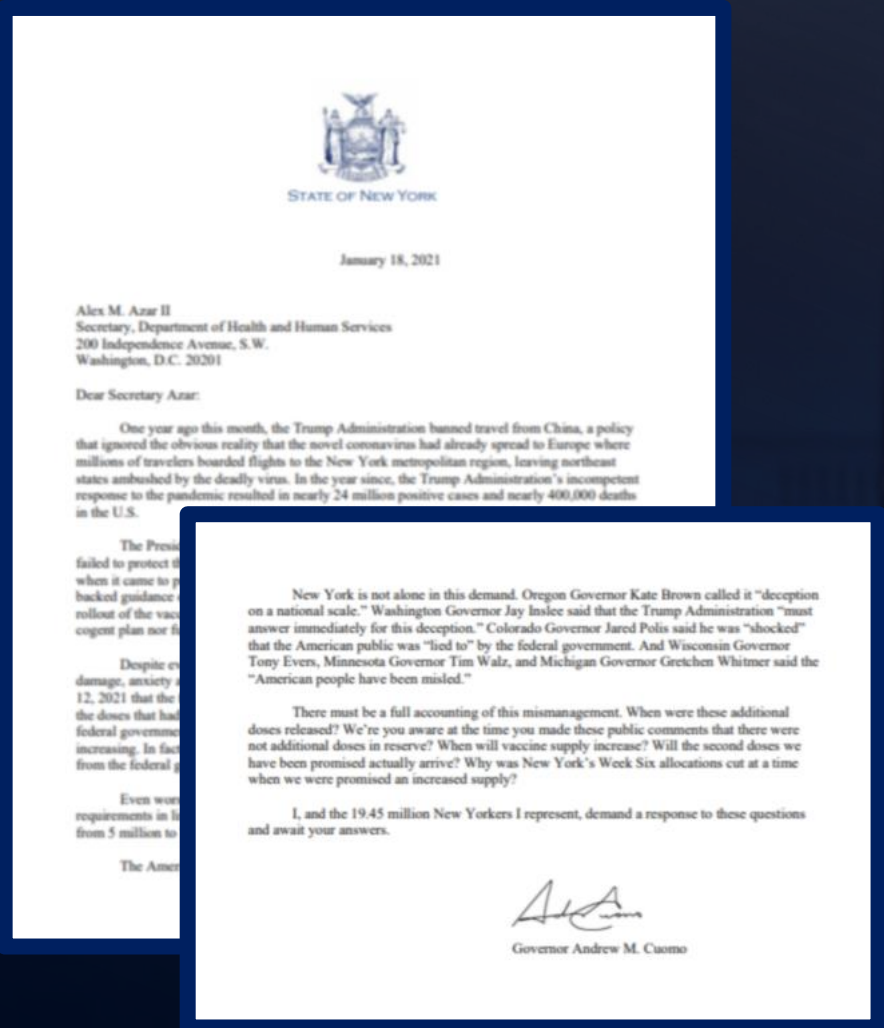 STATE OF NEW YORK
January 18, 2021
Alex M. Azar II
Secretary, Department of Health and Human Services
200 Independence Avenue, S.W.
Washington, D.C. 20201
Dear Secretary Azar:
One year ago this month, the Trump Administration banned travel from China, a policy
that ignored the obvious reality that the novel coronavirus had already spread to Europe where
millions of travelers boarded flights to the New York metropolitan region, leaving northeast
states ambushed by the deadly virus. In the year since, the Trump Administration's incompetent
response to the pandemic resulted in nearly 24 million positive cases and nearly 400,000 deaths
in the U.S.
The Presid
failed to protect th
when it came to p
backed guidance
rollout of the vacc
cogent plan nor fu
Despite ev
damage, anxiety a
12, 2021 that the
the doses that had
federal governme
increasing. In fact
from the federal g
Even wors
requirements in li
from 5 million to
The Amer
New York is not alone in this demand. Oregon Governor Kate Brown called it “deception
on a national scale.” Washington Governor Jay Inslee said that the Trump Administration “must
answer immediately for this deception.” Colorado Governor Jared Polis said he was “shocked”
that the American public was “lied to” by the federal government. And Wisconsin Governor
Tony Evers, Minnesota Governor Tim Walz, and Michigan Governor Gretchen Whitmer said the
“American people have been misled.”
There must be a full accounting of this mismanagement. When were these additional
doses released? We're you aware at the time you made these public comments that there were
not additional doses in reserve? When will vaccine supply increase? Will the second doses we
have been promised actually arrive? Why was New York's Week Six allocations cut at a time
when we were promised an increased supply?
I, and the 19.45 million New Yorkers I represent, demand a response to these questions
and await your answers.
Governor Andrew M. Cuomo